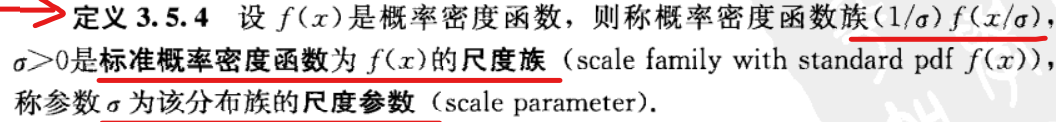 定义 3.5.4 设 f(x)是概率密度函数，则称概率密度函数族(1/σ)f(x/σ)，
σ>0是标准概率密度函数为 f(x)的尺度族（scale family with standard pdf f(x)），
称参数 σ 为该分布族的尺度参数（scale parameter）.